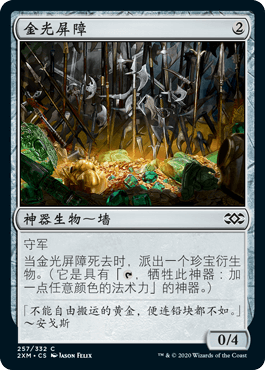 金光屏障 2
神器生物～墙
守军
当金光屏障死去时，派出一个珍宝衍生
物。（它是具有「，牺牲此神器：加
一点任意颜色的法术力」的神器。）
「不能自由搬运的黄金，便连铅块都不如。」
～安戈斯
0/4
257/332 C
2XM • CS Jason Felix
™ & © 2020 Wizards of the Coast